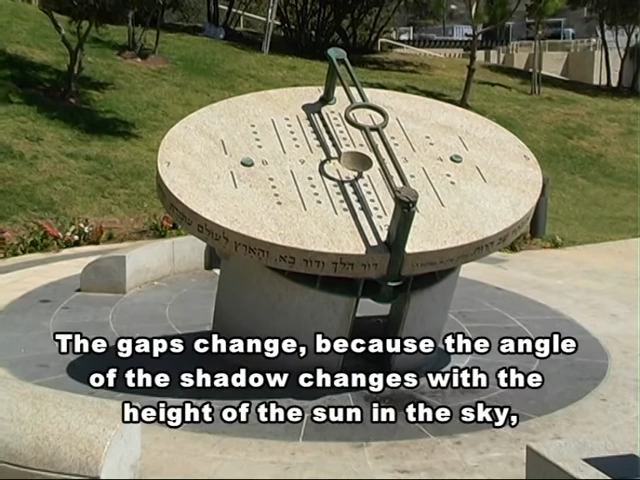 דור הלך ודור בא, והארץ לעולם עומדת
The gaps change, because the angle
of the shadow changes with the
height of the sun in the sky,